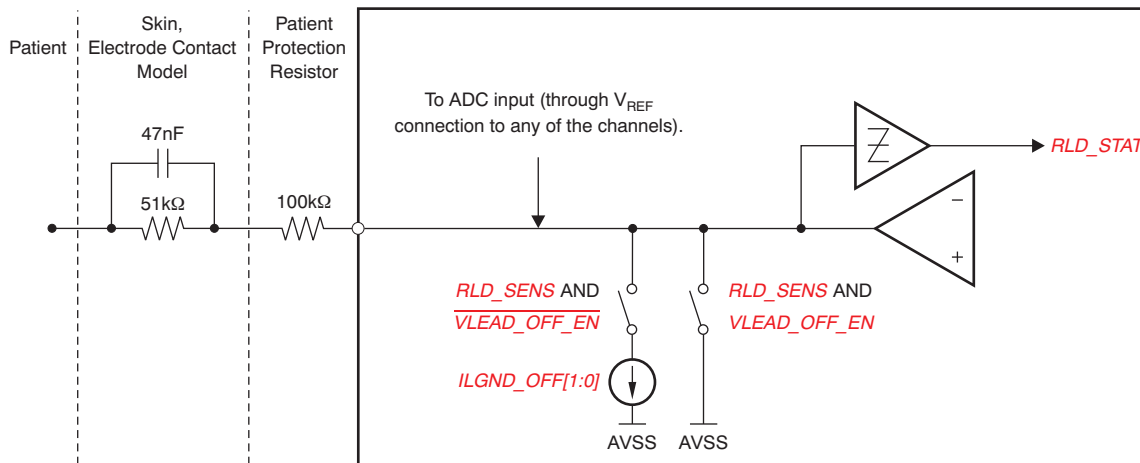 Patient
Skin,
Electrode Contact
Model
Patient
Protection
Resistor
To ADC input (through VREF
connection to any of the channels).
47nF
51kΩ
100kΩ
RLD_STAT
−
+
RLD_SENS AND
VLEAD_OFF_EN
RLD_SENS AND
VLEAD_OFF_EN
ILGND_OFF[1:0]
AVSS
AVSS